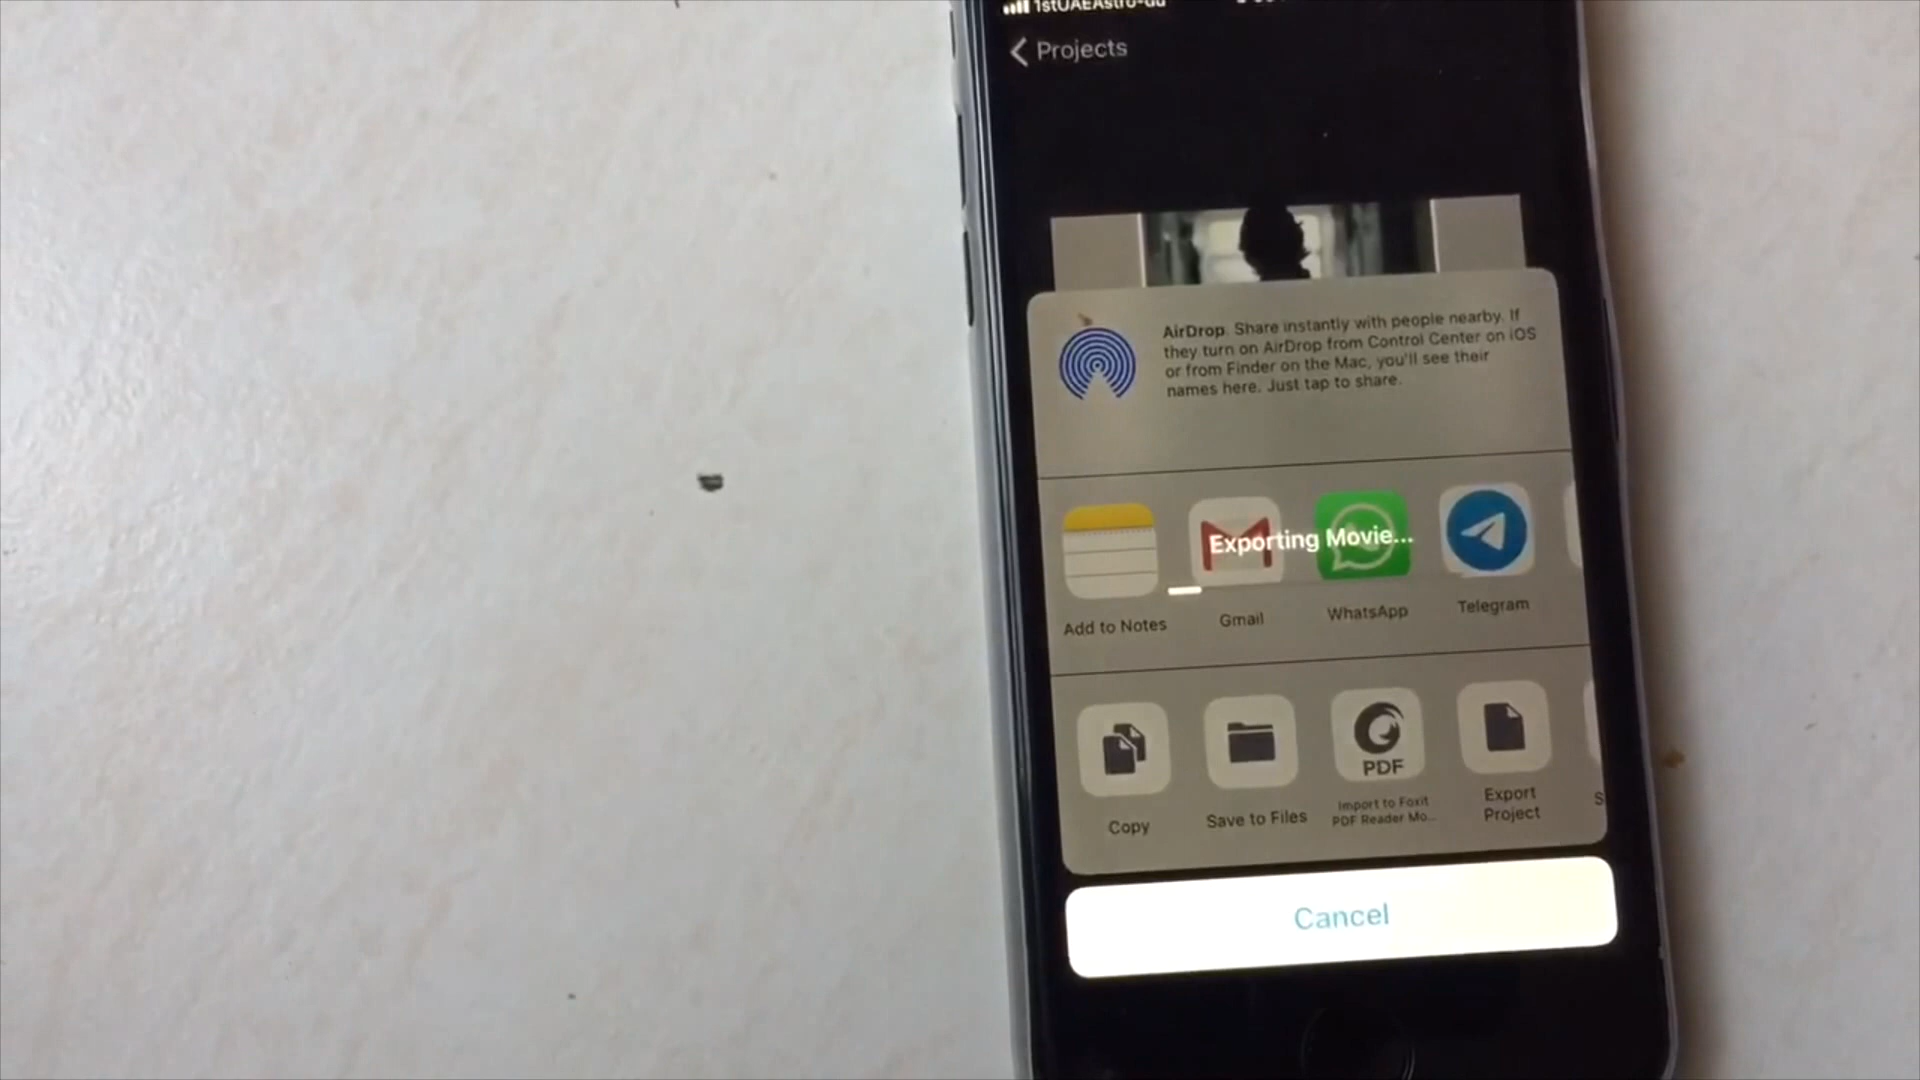 1stUAEAstro-du
Projects
AirDrop. Share instantly with people nearby. If
they turn on AirDrop from Control Center on iOS
or from Finder on the Mac, you'll see their
names here. Just tap to share.
Exporting Movie...
Add to Notes
Gmail
WhatsApp
Telegram
PDF
Copy
Save to Files
Import to Foxit
PDF Reader Mo...
Export
Project
S
Cancel